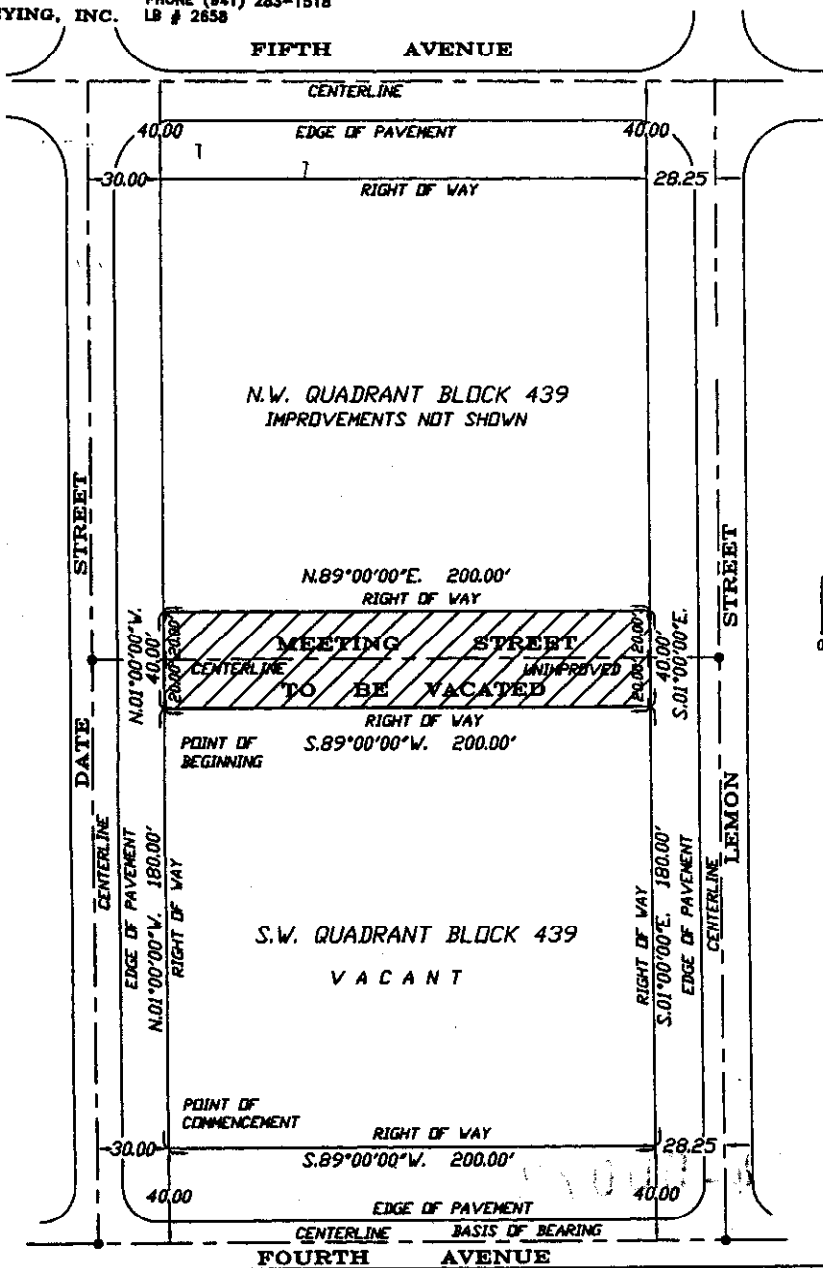 PHONE (941) 283-1518
YING, INC. LB # 2658
FIFTH AVENUE
CENTERLINE
40.00 EDGE OF PAVEMENT 40.00
30.00 RIGHT OF WAY 28.25
N.W. QUADRANT BLOCK 439
IMPROVEMENTS NOT SHOWN
DATE STREET
LEMON STREET
N.89°00'00"E. 200.00'
RIGHT OF WAY
N.01°00'00"W.
40.00'
20.00' 20.00'
MEETING STREET
CENTERLINE UNIMPROVED
TO BE VACATED
20.00' 20.00'
40.00'
S.01°00'00"E.
RIGHT OF WAY
POINT OF
BEGINNING
S.89°00'00"W. 200.00'
CENTERLINE
EDGE OF PAVEMENT
N.01°00'00"W. 180.00'
RIGHT OF WAY
S.W. QUADRANT BLOCK 439
VACANT
RIGHT OF WAY
S.01°00'00"E. 180.00'
EDGE OF PAVEMENT
CENTERLINE
POINT OF
COMMENCEMENT
30.00 RIGHT OF WAY 28.25
S.89°00'00"W. 200.00'
40.00 40.00
EDGE OF PAVEMENT
CENTERLINE BASIS OF BEARING
FOURTH AVENUE